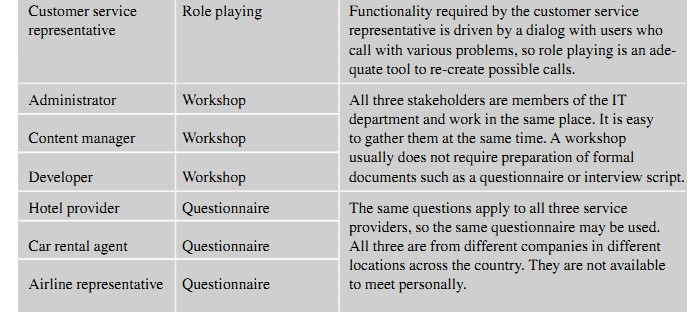 Customer service representative
Role playing
Functionality required by the customer service
representative is driven by a dialog with users who
call with various problems, so role playing is an ade-
quate tool to re-create possible calls.
Administrator
Workshop
All three stakeholders are members of the IT
department and work in the same place. It is easy
to gather them at the same time. A workshop
usually does not require preparation of formal
documents such as a questionnaire or interview script.
Content manager
Workshop
Developer
Workshop
Hotel provider
Questionnaire
The same questions apply to all three service
providers, so the same questionnaire may be used.
All three are from different companies in different
locations across the country. They are not available
to meet personally.
Car rental agent
Questionnaire
Airline representative
Questionnaire